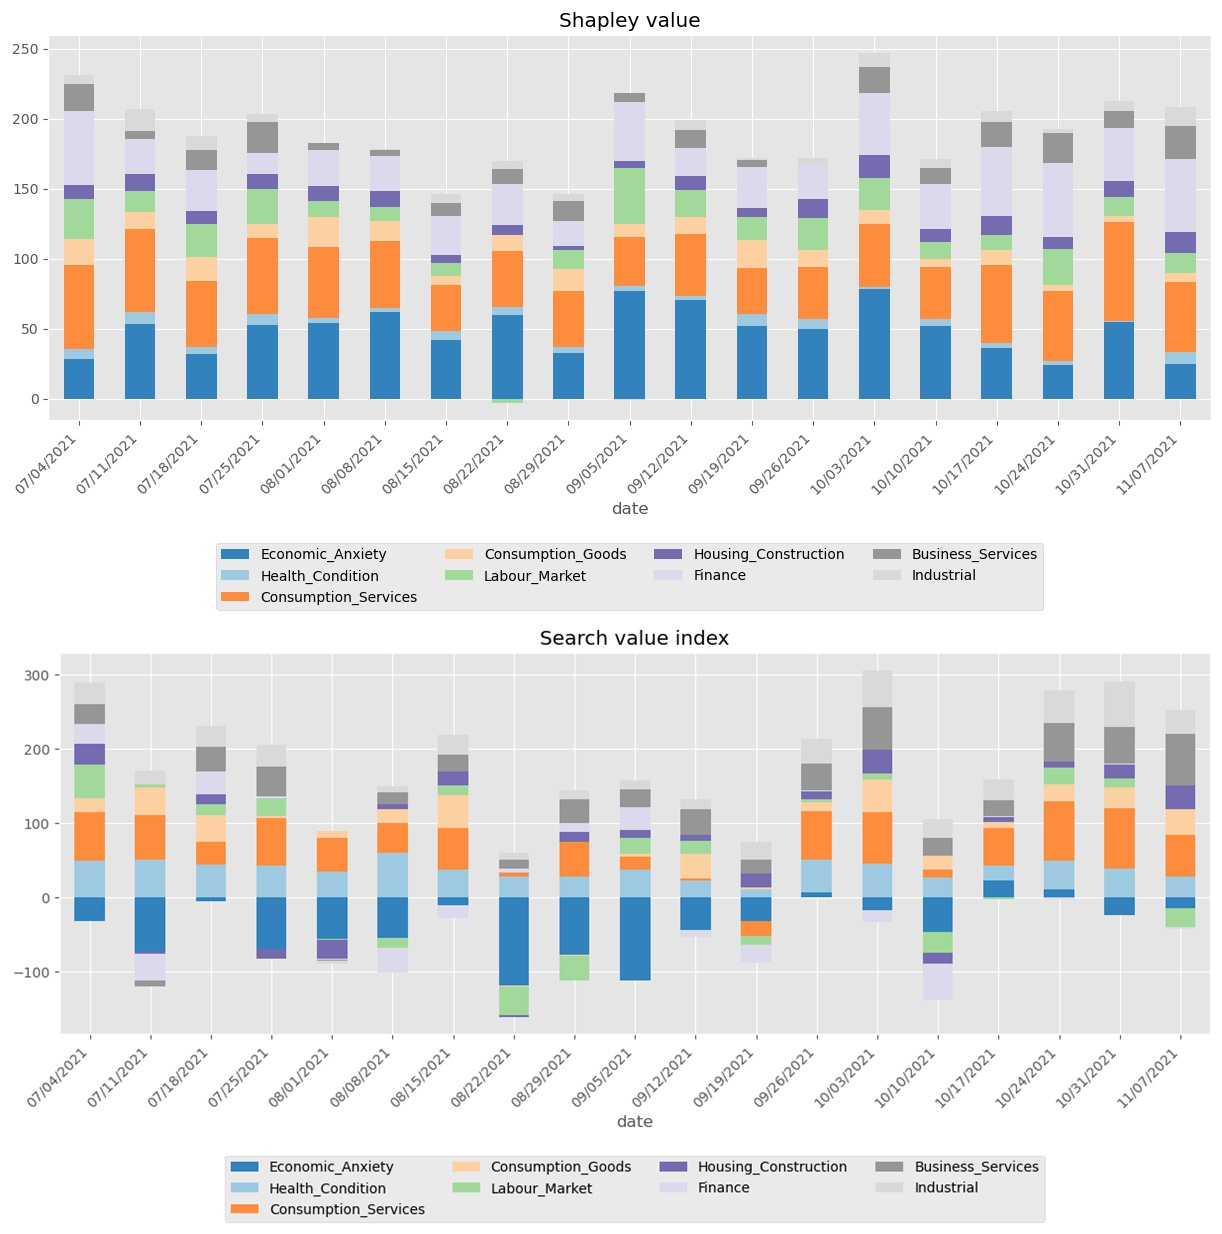 Shapley value
250
200
150
100
50
0
07/04/2021 07/11/2021 07/18/2021 07/25/2021 08/01/2021 08/08/2021 08/15/2021 08/22/2021 08/29/2021 09/05/2021 09/12/2021 09/19/2021 09/26/2021 10/03/2021 10/10/2021 10/17/2021 10/24/2021 10/31/2021 11/07/2021
date
Economic_Anxiety Consumption_Goods Housing_Construction Business_Services
Health_Condition Labour_Market Finance Industrial
Consumption_Services
Search value index
300
200
100
0
−100
07/04/2021 07/11/2021 07/18/2021 07/25/2021 08/01/2021 08/08/2021 08/15/2021 08/22/2021 08/29/2021 09/05/2021 09/12/2021 09/19/2021 09/26/2021 10/03/2021 10/10/2021 10/17/2021 10/24/2021 10/31/2021 11/07/2021
date
Economic_Anxiety Consumption_Goods Housing_Construction Business_Services
Health_Condition Labour_Market Finance Industrial
Consumption_Services